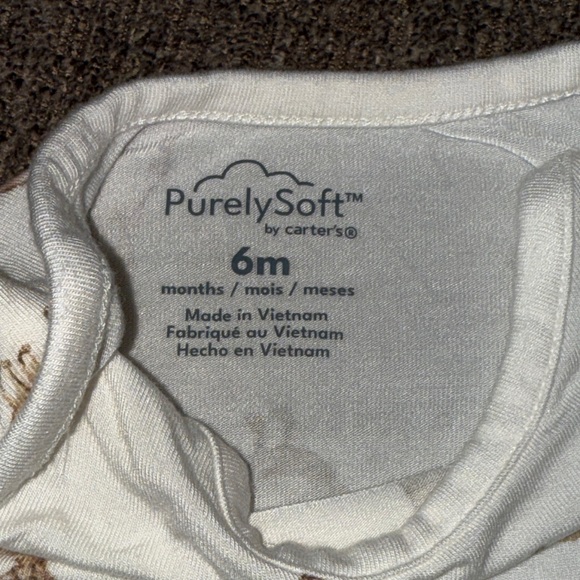 PurelySoft™
by carter's®
6m
months / mois / meses
Made in Vietnam
Fabriqué au Vietnam
Hecho en Vietnam